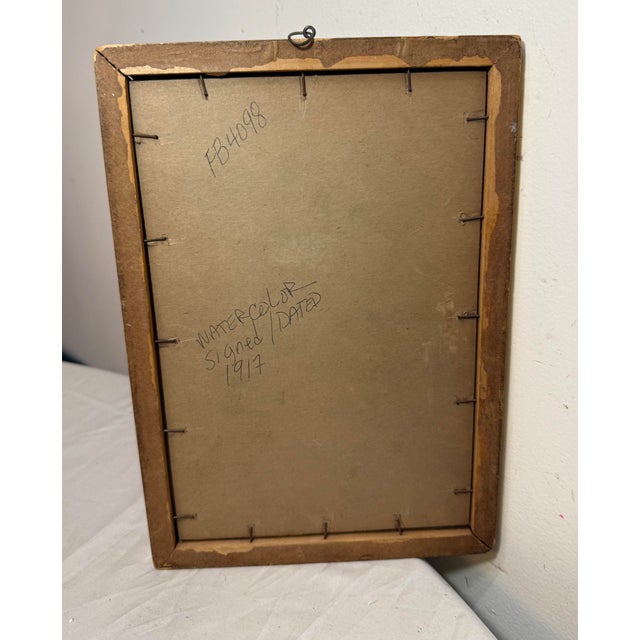 FB4098
WATERCOLOR
Signed/DATED
1917